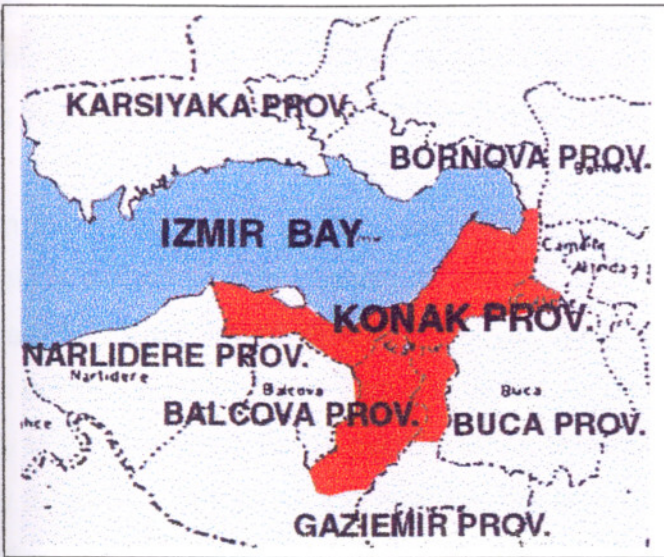 KARSIYAKA PROV.
BORNOVA PROV.
IZMIR BAY
KONAK PROV.
NARLIDERE PROV.
Narlidere
Balcova
BALCOVA PROV.
Buca
BUCA PROV.
GAZIEMIR PROV.